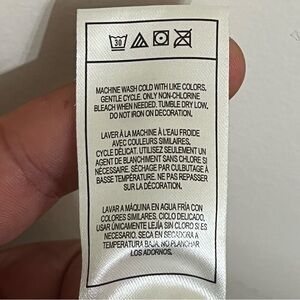 30
MACHINE WASH COLD WITH LIKE COLORS.
GENTLE CYCLE. ONLY NON-CHLORINE
BLEACH WHEN NEEDED. TUMBLE DRY LOW.
DO NOT IRON ON DECORATION.
LAVER À LA MACHINE À L'EAU FROIDE
AVEC COULEURS SIMILAIRES.
CYCLE DÉLICAT. UTILISEZ SEULEMENT UN
AGENT DE BLANCHIMENT SANS CHLORE SI
NÉCESSAIRE. SÉCHAGE PAR CULBUTAGE À
BASSE TEMPÉRATURE. NE PAS REPASSER
SUR LA DÉCORATION.
LAVAR A MÁQUINA EN AGUA FRÍA CON
COLORES SIMILARES. CICLO DELICADO.
USAR ÚNICAMENTE LEJÍA SIN CLORO SI ES
NECESARIO. SECA EN SECADORA A
TEMPERATURA BAJA. NO PLANCHAR
LOS ADORNOS.